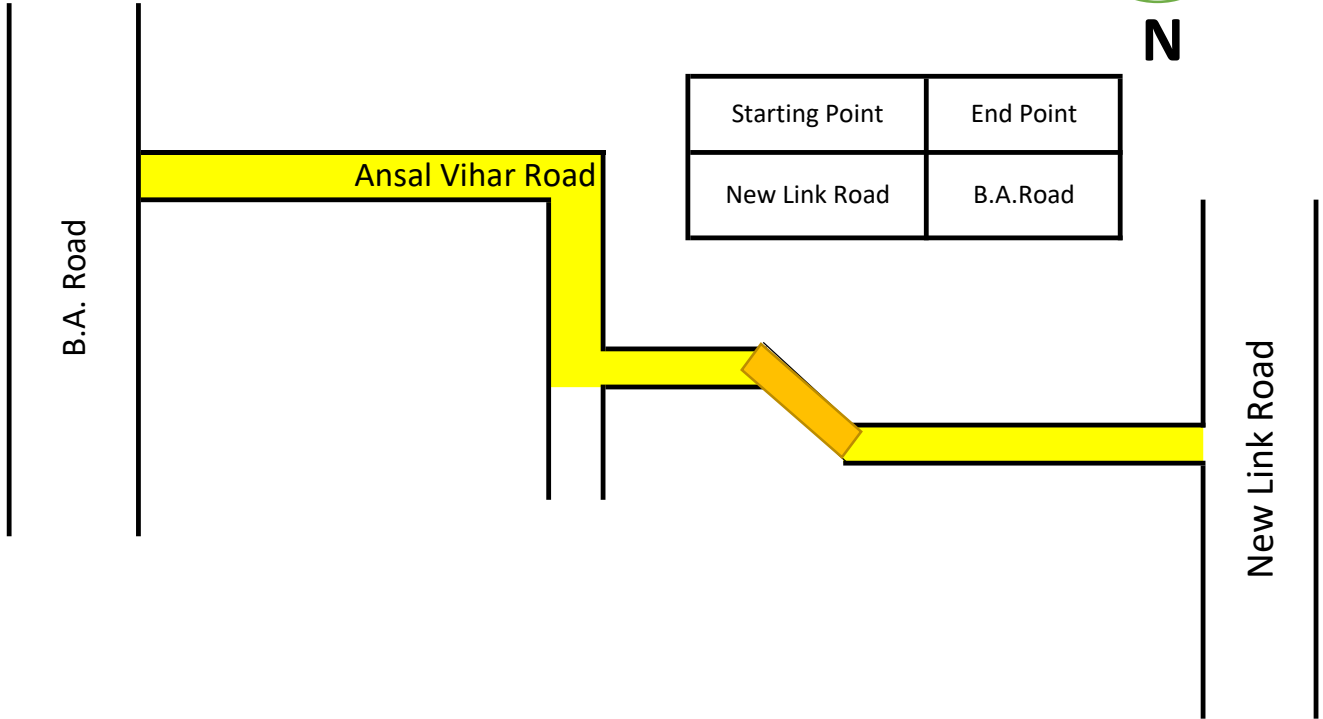 N
Starting Point End Point
Ansal Vihar Road
New Link Road B.A.Road
B.A. Road
New Link Road